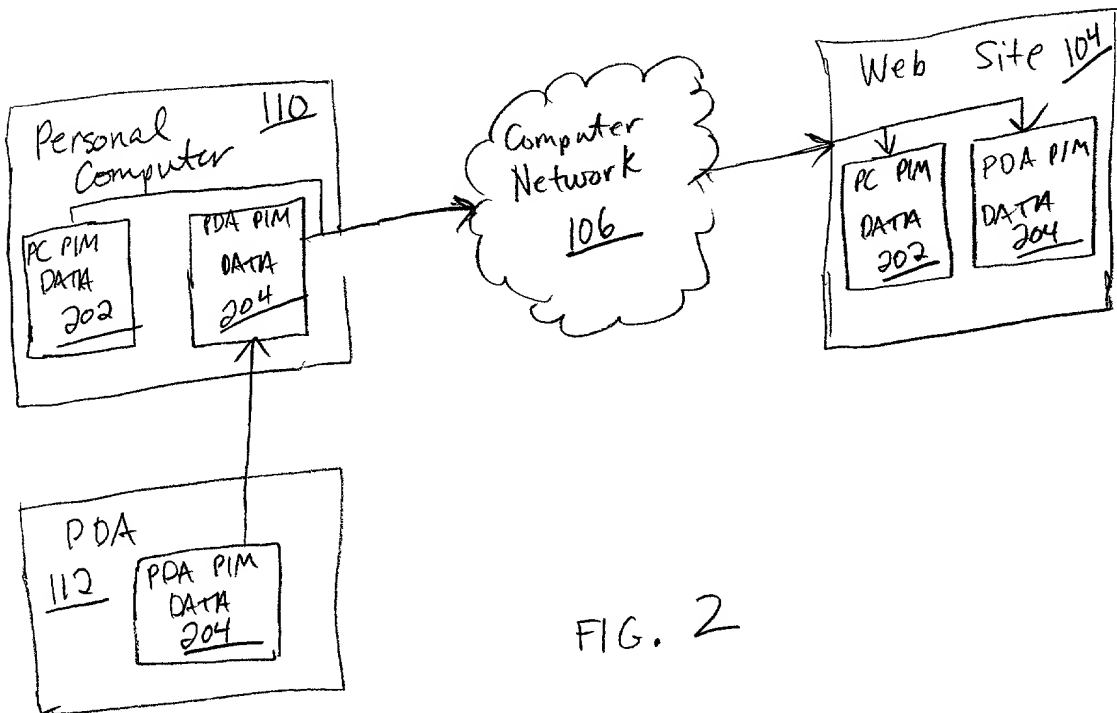 Personal 110
Computer
PC PIM
DATA
202
PDA PIM
DATA
204
Computer
Network
106
Web Site 104
PC PIM
DATA
202
PDA PIM
DATA
204
PDA
112
PDA PIM
DATA
204
FIG. 2